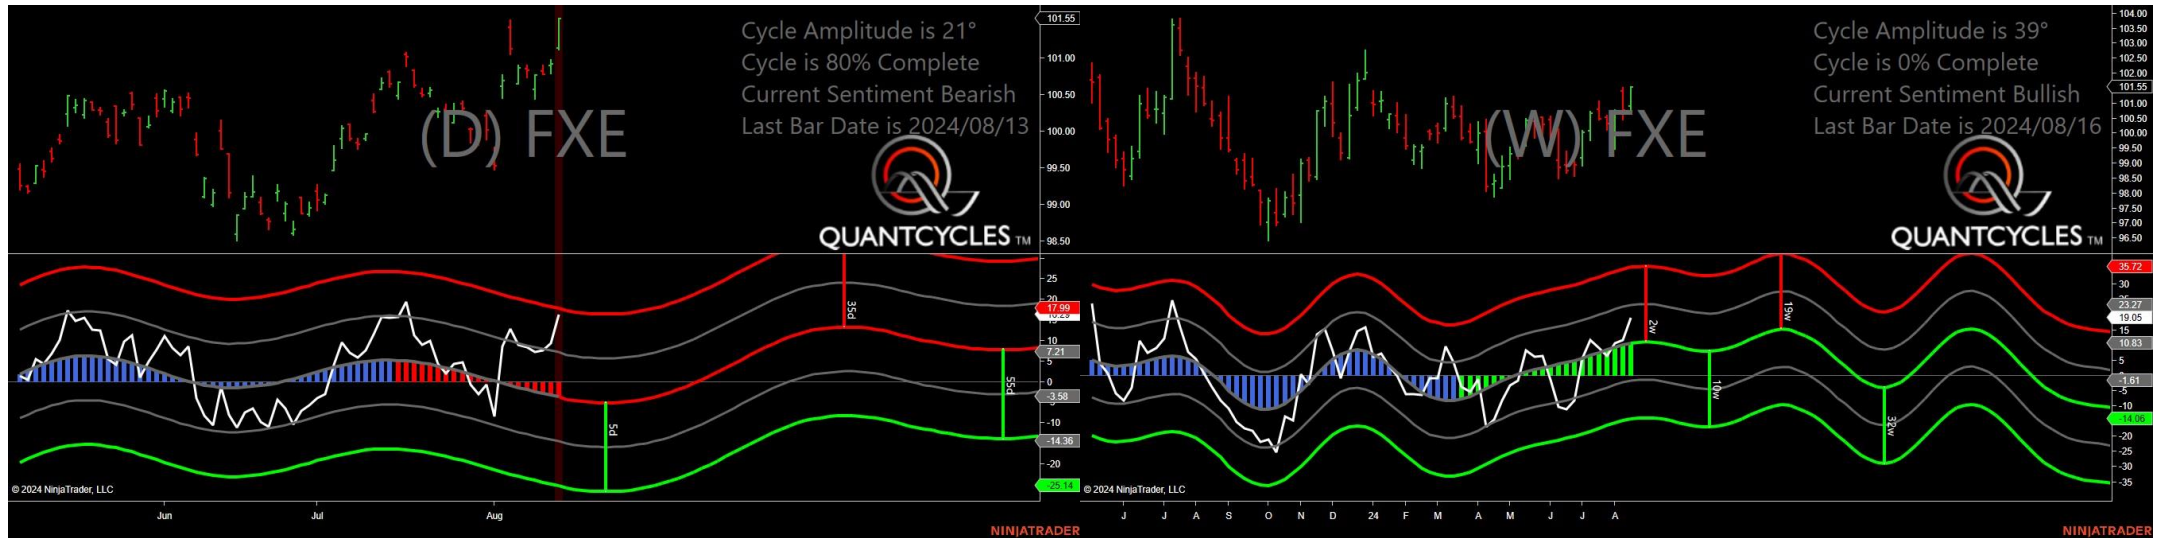 Cycle Amplitude is 21°
Cycle is 80% Complete
Current Sentiment Bearish
Last Bar Date is 2024/08/13
(D) FXE
QUANTCYCLES TM
101.55
101.00
100.50
100.00
99.50
99.00
98.50
35d
55d
5d
25
20
17.99
10
7.21
5
0
-3.58
-10
-14.36
-20
-25.14
© 2024 NinjaTrader, LLC
Jun
Jul
Aug
NINJATRADER
Cycle Amplitude is 39°
Cycle is 0% Complete
Current Sentiment Bullish
Last Bar Date is 2024/08/16
(W) FXE
QUANTCYCLES TM
104.00
103.50
103.00
102.50
102.00
101.55
101.00
100.50
100.00
99.50
99.00
98.50
98.00
97.50
97.00
96.50
2w
19w
10w
32w
35.72
30
23.27
19.05
15
10.83
5
-1.61
-5
-10
-14.06
-20
-25
-30
-35
© 2024 NinjaTrader, LLC
J J A S O N D 24 F M A M J J A
NINJATRADER